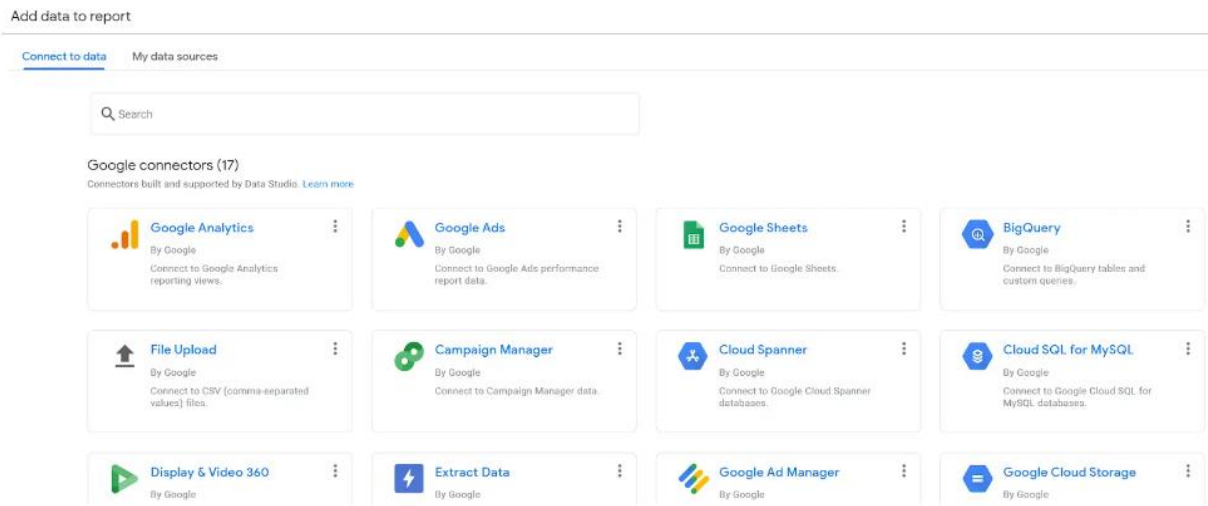 Add data to report
Connect to data My data sources
Search
Google connectors (17)
Connectors built and supported by Data Studio. Learn more
Google Analytics
By Google
Connect to Google Analytics
reporting views.
Google Ads
By Google
Connect to Google Ads performance
report data.
Google Sheets
By Google
Connect to Google Sheets.
BigQuery
By Google
Connect to BigQuery tables and
custom queries.
File Upload
By Google
Connect to CSV (comma-separated
values) files.
Campaign Manager
By Google
Connect to Campaign Manager data.
Cloud Spanner
By Google
Connect to Google Cloud Spanner
databases.
Cloud SQL for MySQL
By Google
Connect to Google Cloud SQL for
MySQL databases.
Display & Video 360
By Google
Extract Data
By Google
Google Ad Manager
By Google
Google Cloud Storage
By Google